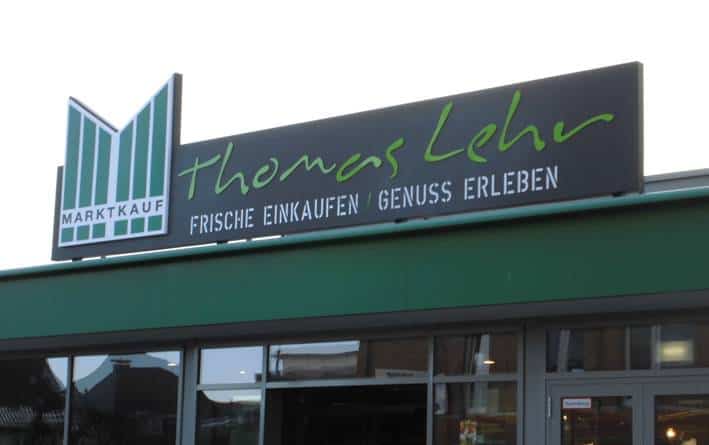 MARKTKAUF
Thomas Lehr
FRISCHE EINKAUFEN / GENUSS ERLEBEN